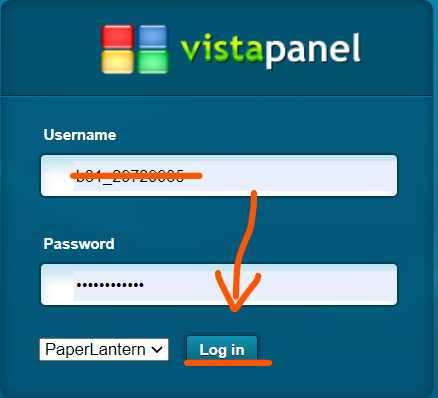 vistapanel
Username
Password
••••••••••••
PaperLantern
Log in